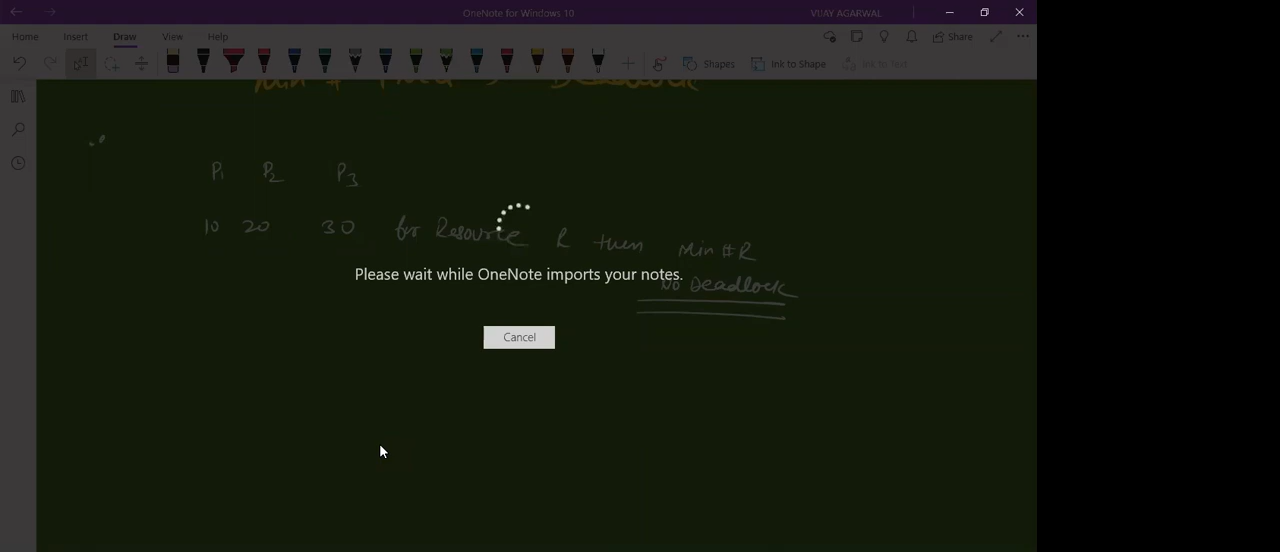 OneNote for Windows 10
VIJAY AGARWAL
Home Insert Draw View Help
Share
Shapes Ink to Shape Ink to Text
Deadlock
P1 P2 P3
10 20 30 for Resource R then Min # R
No Deadlock
Please wait while OneNote imports your notes.
Cancel